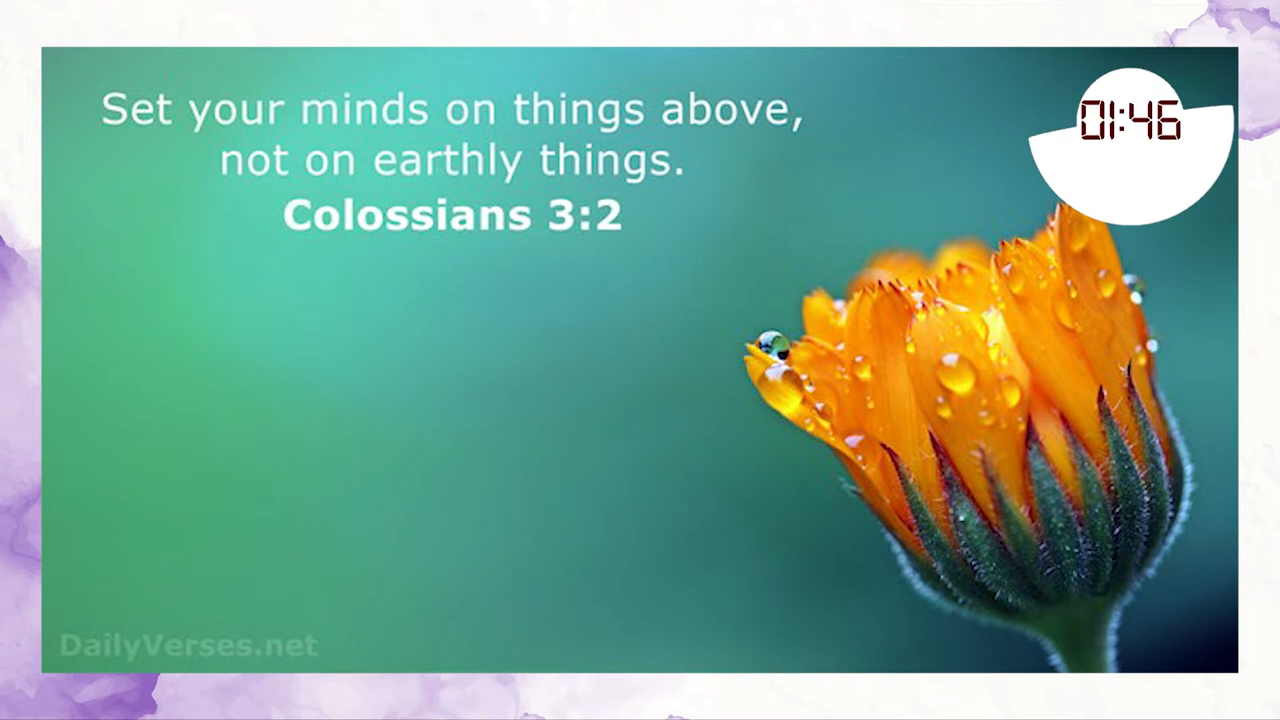 Set your minds on things above,
not on earthly things.
Colossians 3:2
01:46
DailyVerses.net